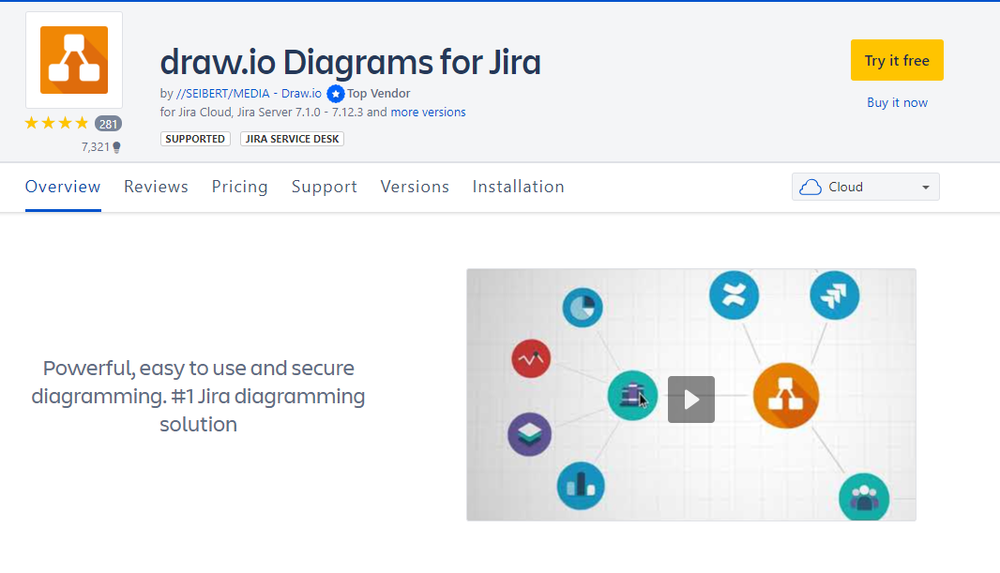 draw.io Diagrams for Jira
by //SEIBERT/MEDIA - Draw.io Top Vendor
for Jira Cloud, Jira Server 7.1.0 - 7.12.3 and more versions
SUPPORTED JIRA SERVICE DESK
281
7,321
Try it free
Buy it now
Overview Reviews Pricing Support Versions Installation
Cloud
Powerful, easy to use and secure
diagramming. #1 Jira diagramming
solution